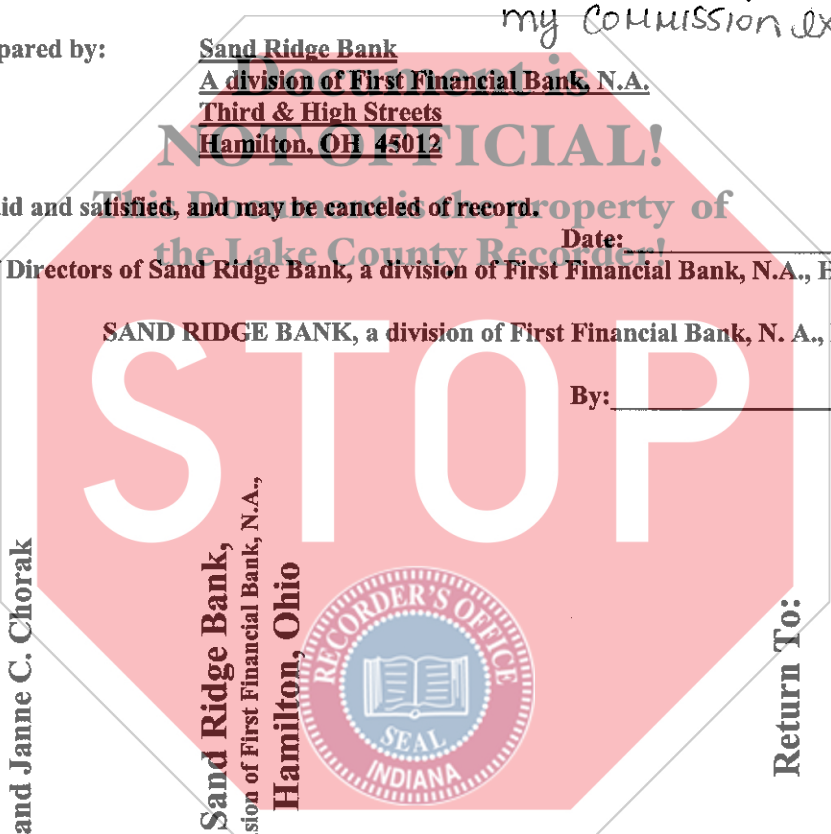 my COMMISSION ex
pared by:
Sand Ridge Bank
A division of First Financial Bank, N.A.
Third & High Streets
Hamilton, OH 45012
Document is
NOT OFFICIAL!
This Document is the property of
the Lake County Recorder!
id and satisfied, and may be canceled of record.
Date:
Directors of Sand Ridge Bank, a division of First Financial Bank, N.A.,
SAND RIDGE BANK, a division of First Financial Bank, N. A.,
By:
STOP
and Janne C. Chorak
Sand Ridge Bank,
sion of First Financial Bank, N.A.,
Hamilton, Ohio
RECORDER'S OFFICE
SEAL
INDIANA
Return To: